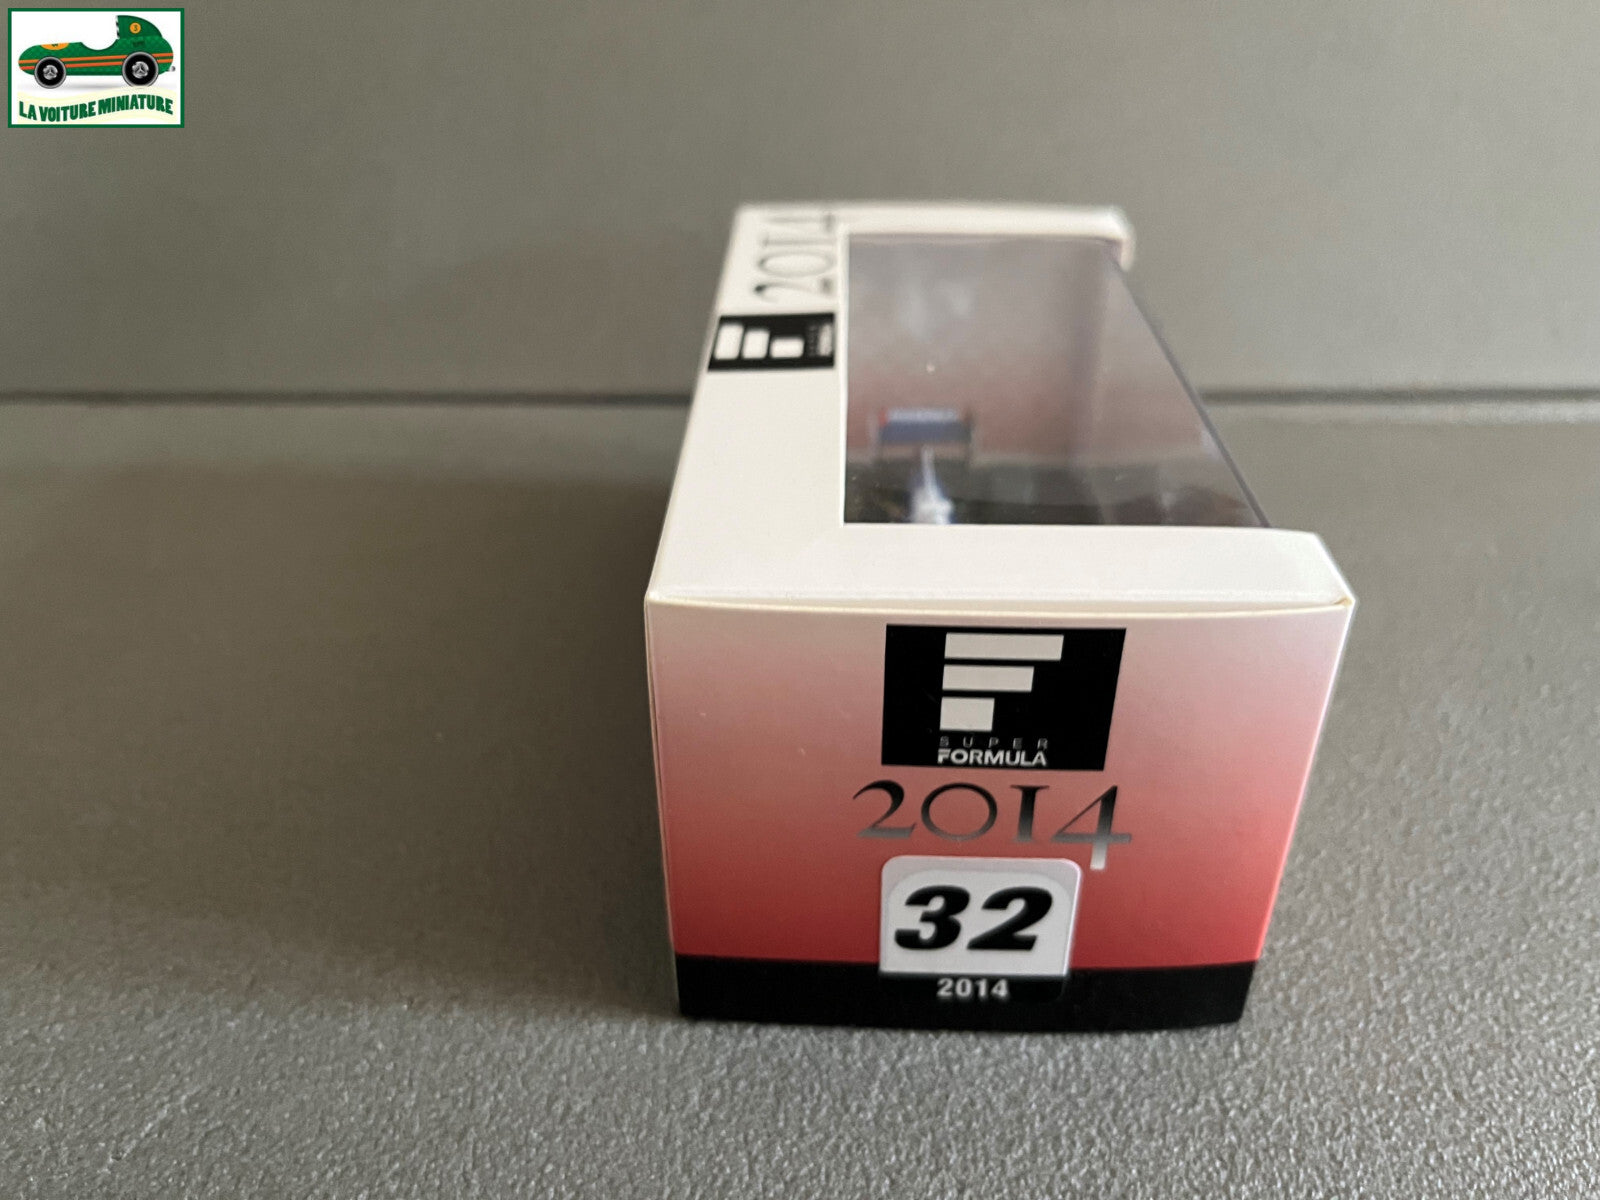 LA VOITURE MINIATURE
2014
SUPER
FORMULA
2014
32
2014